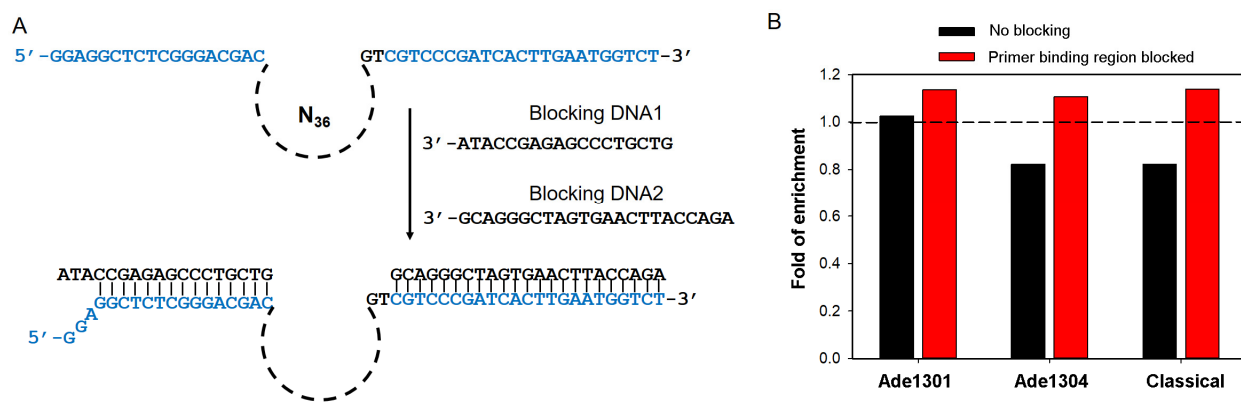 A
5'-GGAGGCTCTCGGGACGAC
GTCGTCCCGATCACTTGAATGGTCT-3'
N36
Blocking DNA1
3'-ATACCGAGAGCCCTGCTG
Blocking DNA2
3'-GCAGGGCTAGTGAACTTACCAGA
ATACCGAGAGCCCTGCTG
GCAGGGCTAGTGAACTTACCAGA
5'-GGAGGCTCTCGGGACGAC
GTCGTCCCGATCACTTGAATGGTCT-3'
B
No blocking
Primer binding region blocked
Fold of enrichment
1.2
1.0
0.8
0.6
0.4
0.2
0.0
Ade1301
Ade1304
Classical